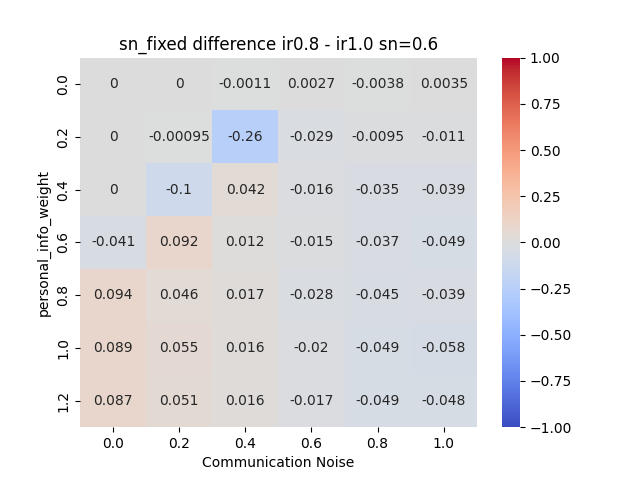 sn_fixed difference ir0.8 - ir1.0 sn=0.6
personal_info_weight
0.0 0 0 -0.0011 0.0027 -0.0038 0.0035
0.2 0 -0.00095 -0.26 -0.029 -0.0095 -0.011
0.4 0 -0.1 0.042 -0.016 -0.035 -0.039
0.6 -0.041 0.092 0.012 -0.015 -0.037 -0.049
0.8 0.094 0.046 0.017 -0.028 -0.045 -0.039
1.0 0.089 0.055 0.016 -0.02 -0.049 -0.058
1.2 0.087 0.051 0.016 -0.017 -0.049 -0.048
0.0 0.2 0.4 0.6 0.8 1.0
Communication Noise
1.00
0.75
0.50
0.25
0.00
−0.25
−0.50
−0.75
−1.00